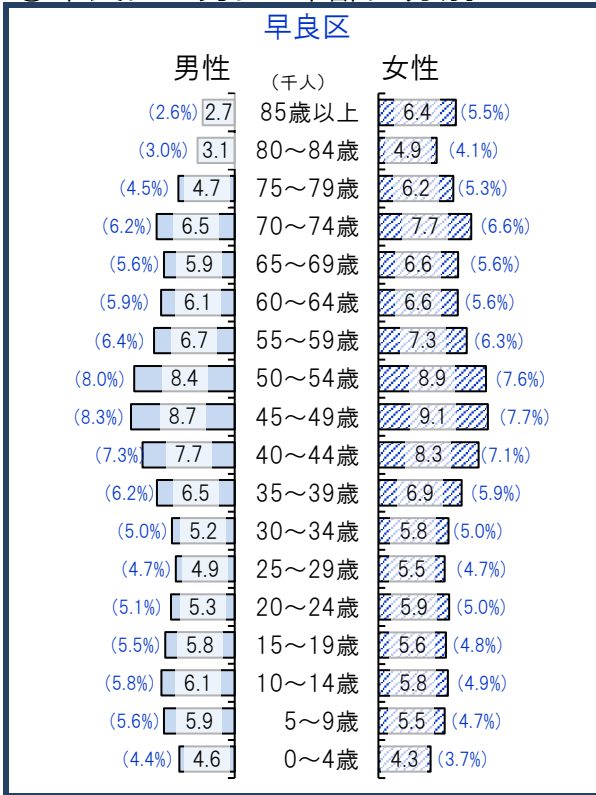 早良区
男性 (千人) 女性
(2.6%) 2.7 85歳以上 6.4 (5.5%)
(3.0%) 3.1 80～84歳 4.9 (4.1%)
(4.5%) 4.7 75～79歳 6.2 (5.3%)
(6.2%) 6.5 70～74歳 7.7 (6.6%)
(5.6%) 5.9 65～69歳 6.6 (5.6%)
(5.9%) 6.1 60～64歳 6.6 (5.6%)
(6.4%) 6.7 55～59歳 7.3 (6.3%)
(8.0%) 8.4 50～54歳 8.9 (7.6%)
(8.3%) 8.7 45～49歳 9.1 (7.7%)
(7.3%) 7.7 40～44歳 8.3 (7.1%)
(6.2%) 6.5 35～39歳 6.9 (5.9%)
(5.0%) 5.2 30～34歳 5.8 (5.0%)
(4.7%) 4.9 25～29歳 5.5 (4.7%)
(5.1%) 5.3 20～24歳 5.9 (5.0%)
(5.5%) 5.8 15～19歳 5.6 (4.8%)
(5.8%) 6.1 10～14歳 5.8 (4.9%)
(5.6%) 5.9 5～9歳 5.5 (4.7%)
(4.4%) 4.6 0～4歳 4.3 (3.7%)